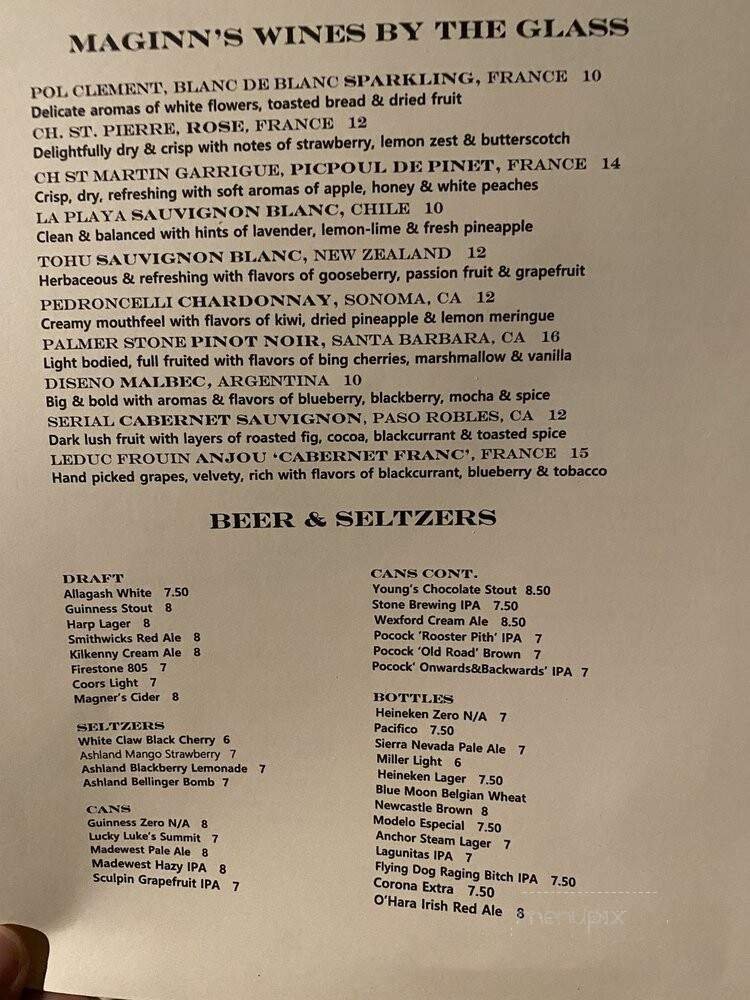 MAGINN'S WINES BY THE GLASS
POL CLEMENT, BLANC DE BLANC SPARKLING, FRANCE 10
Delicate aromas of white flowers, toasted bread & dried fruit
CH. ST. PIERRE, ROSE, FRANCE 12
Delightfully dry & crisp with notes of strawberry, lemon zest & butterscotch
CH ST MARTIN GARRIGUE, PICPOUL DE PINET, FRANCE 14
Crisp, dry, refreshing with soft aromas of apple, honey & white peaches
LA PLAYA SAUVIGNON BLANC, CHILE 10
Clean & balanced with hints of lavender, lemon-lime & fresh pineapple
TOHU SAUVIGNON BLANC, NEW ZEALAND 12
Herbaceous & refreshing with flavors of gooseberry, passion fruit & grapefruit
PEDRONCELLI CHARDONNAY, SONOMA, CA 12
Creamy mouthfeel with flavors of kiwi, dried pineapple & lemon meringue
PALMER STONE PINOT NOIR, SANTA BARBARA, CA 16
Light bodied, full fruited with flavors of bing cherries, marshmallow & vanilla
DISENO MALBEC, ARGENTINA 10
Big & bold with aromas & flavors of blueberry, blackberry, mocha & spice
SERIAL CABERNET SAUVIGNON, PASO ROBLES, CA 12
Dark lush fruit with layers of roasted fig, cocoa, blackcurrant & toasted spice
LEDUC FROUIN ANJOU 'CABERNET FRANC', FRANCE 15
Hand picked grapes, velvety, rich with flavors of blackcurrant, blueberry & tobacco
BEER & SELTZERS
DRAFT
Allagash White 7.50
Guinness Stout 8
Harp Lager 8
Smithwicks Red Ale 8
Kilkenny Cream Ale 8
Firestone 805 7
Coors Light 7
Magner's Cider 8
SELTZERS
White Claw Black Cherry 6
Ashland Mango Strawberry 7
Ashland Blackberry Lemonade 7
Ashland Bellinger Bomb 7
CANS
Guinness Zero N/A 8
Lucky Luke's Summit 7
Madewest Pale Ale 8
Madewest Hazy IPA 8
Sculpin Grapefruit IPA 7
CANS CONT.
Young's Chocolate Stout 8.50
Stone Brewing IPA 7.50
Wexford Cream Ale 8.50
Pocock 'Rooster Pith' IPA 7
Pocock 'Old Road' Brown 7
Pocock' Onwards&Backwards' IPA 7
BOTTLES
Heineken Zero N/A 7
Pacifico 7.50
Sierra Nevada Pale Ale 7
Miller Light 6
Heineken Lager 7.50
Blue Moon Belgian Wheat
Newcastle Brown 8
Modelo Especial 7.50
Anchor Steam Lager 7
Lagunitas IPA 7
Flying Dog Raging Bitch IPA 7.50
Corona Extra 7.50
O'Hara Irish Red Ale 8
menupix